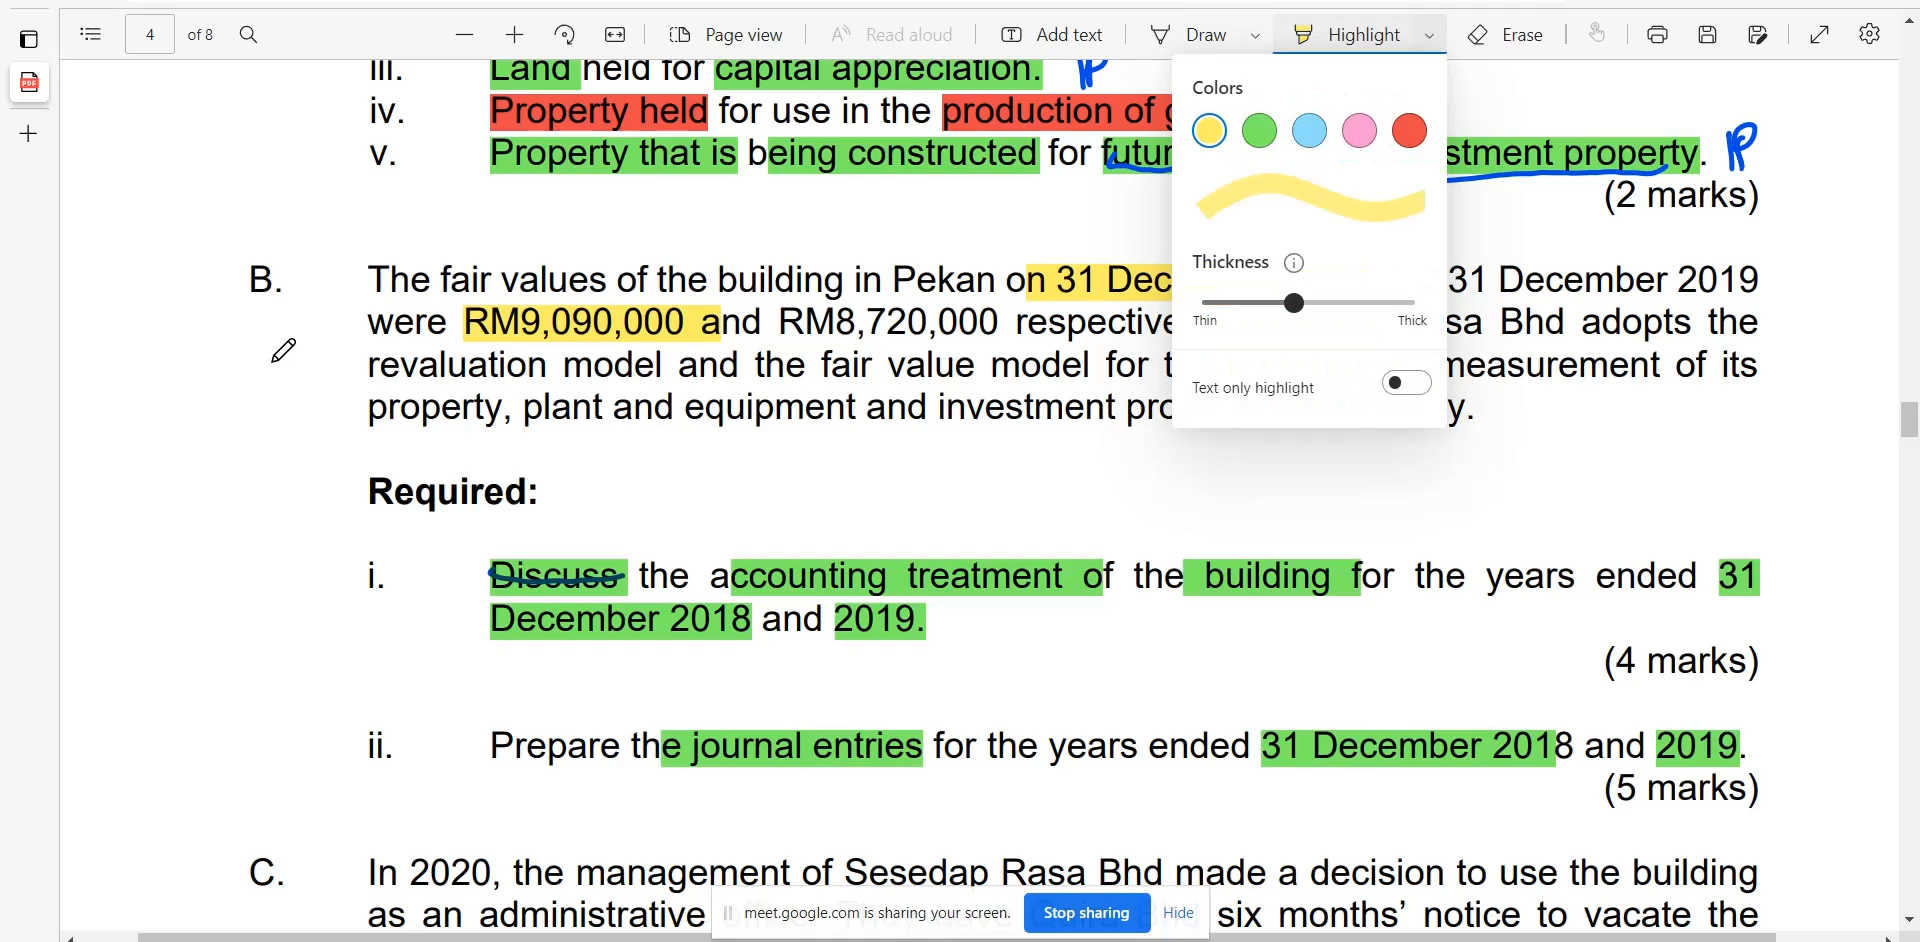 4 of 8 Page view Read aloud Add text Draw Highlight Erase
iii. Land held for capital appreciation. IP
iv. Property held for use in the production of g
v. Property that is being constructed for futur stment property. IP
(2 marks)
Colors
Thickness
Thin Thick
Text only highlight
B. The fair values of the building in Pekan on 31 Dec 31 December 2019
were RM9,090,000 and RM8,720,000 respective sa Bhd adopts the
revaluation model and the fair value model for t measurement of its
property, plant and equipment and investment pro y.
Required:
i. Discuss the accounting treatment of the building for the years ended 31
December 2018 and 2019.
(4 marks)
ii. Prepare the journal entries for the years ended 31 December 2018 and 2019.
(5 marks)
C. In 2020, the management of Sesedap Rasa Bhd made a decision to use the building
as an administrative six months’ notice to vacate the
meet.google.com is sharing your screen. Stop sharing Hide